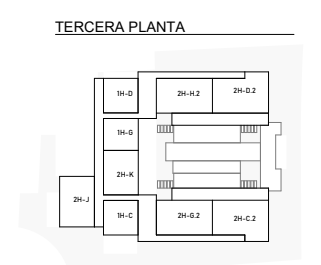 TERCERA PLANTA
1H-D
2H-H.2
2H-D.2
1H-G
2H-K
2H-J
1H-C
2H-G.2
2H-C.2